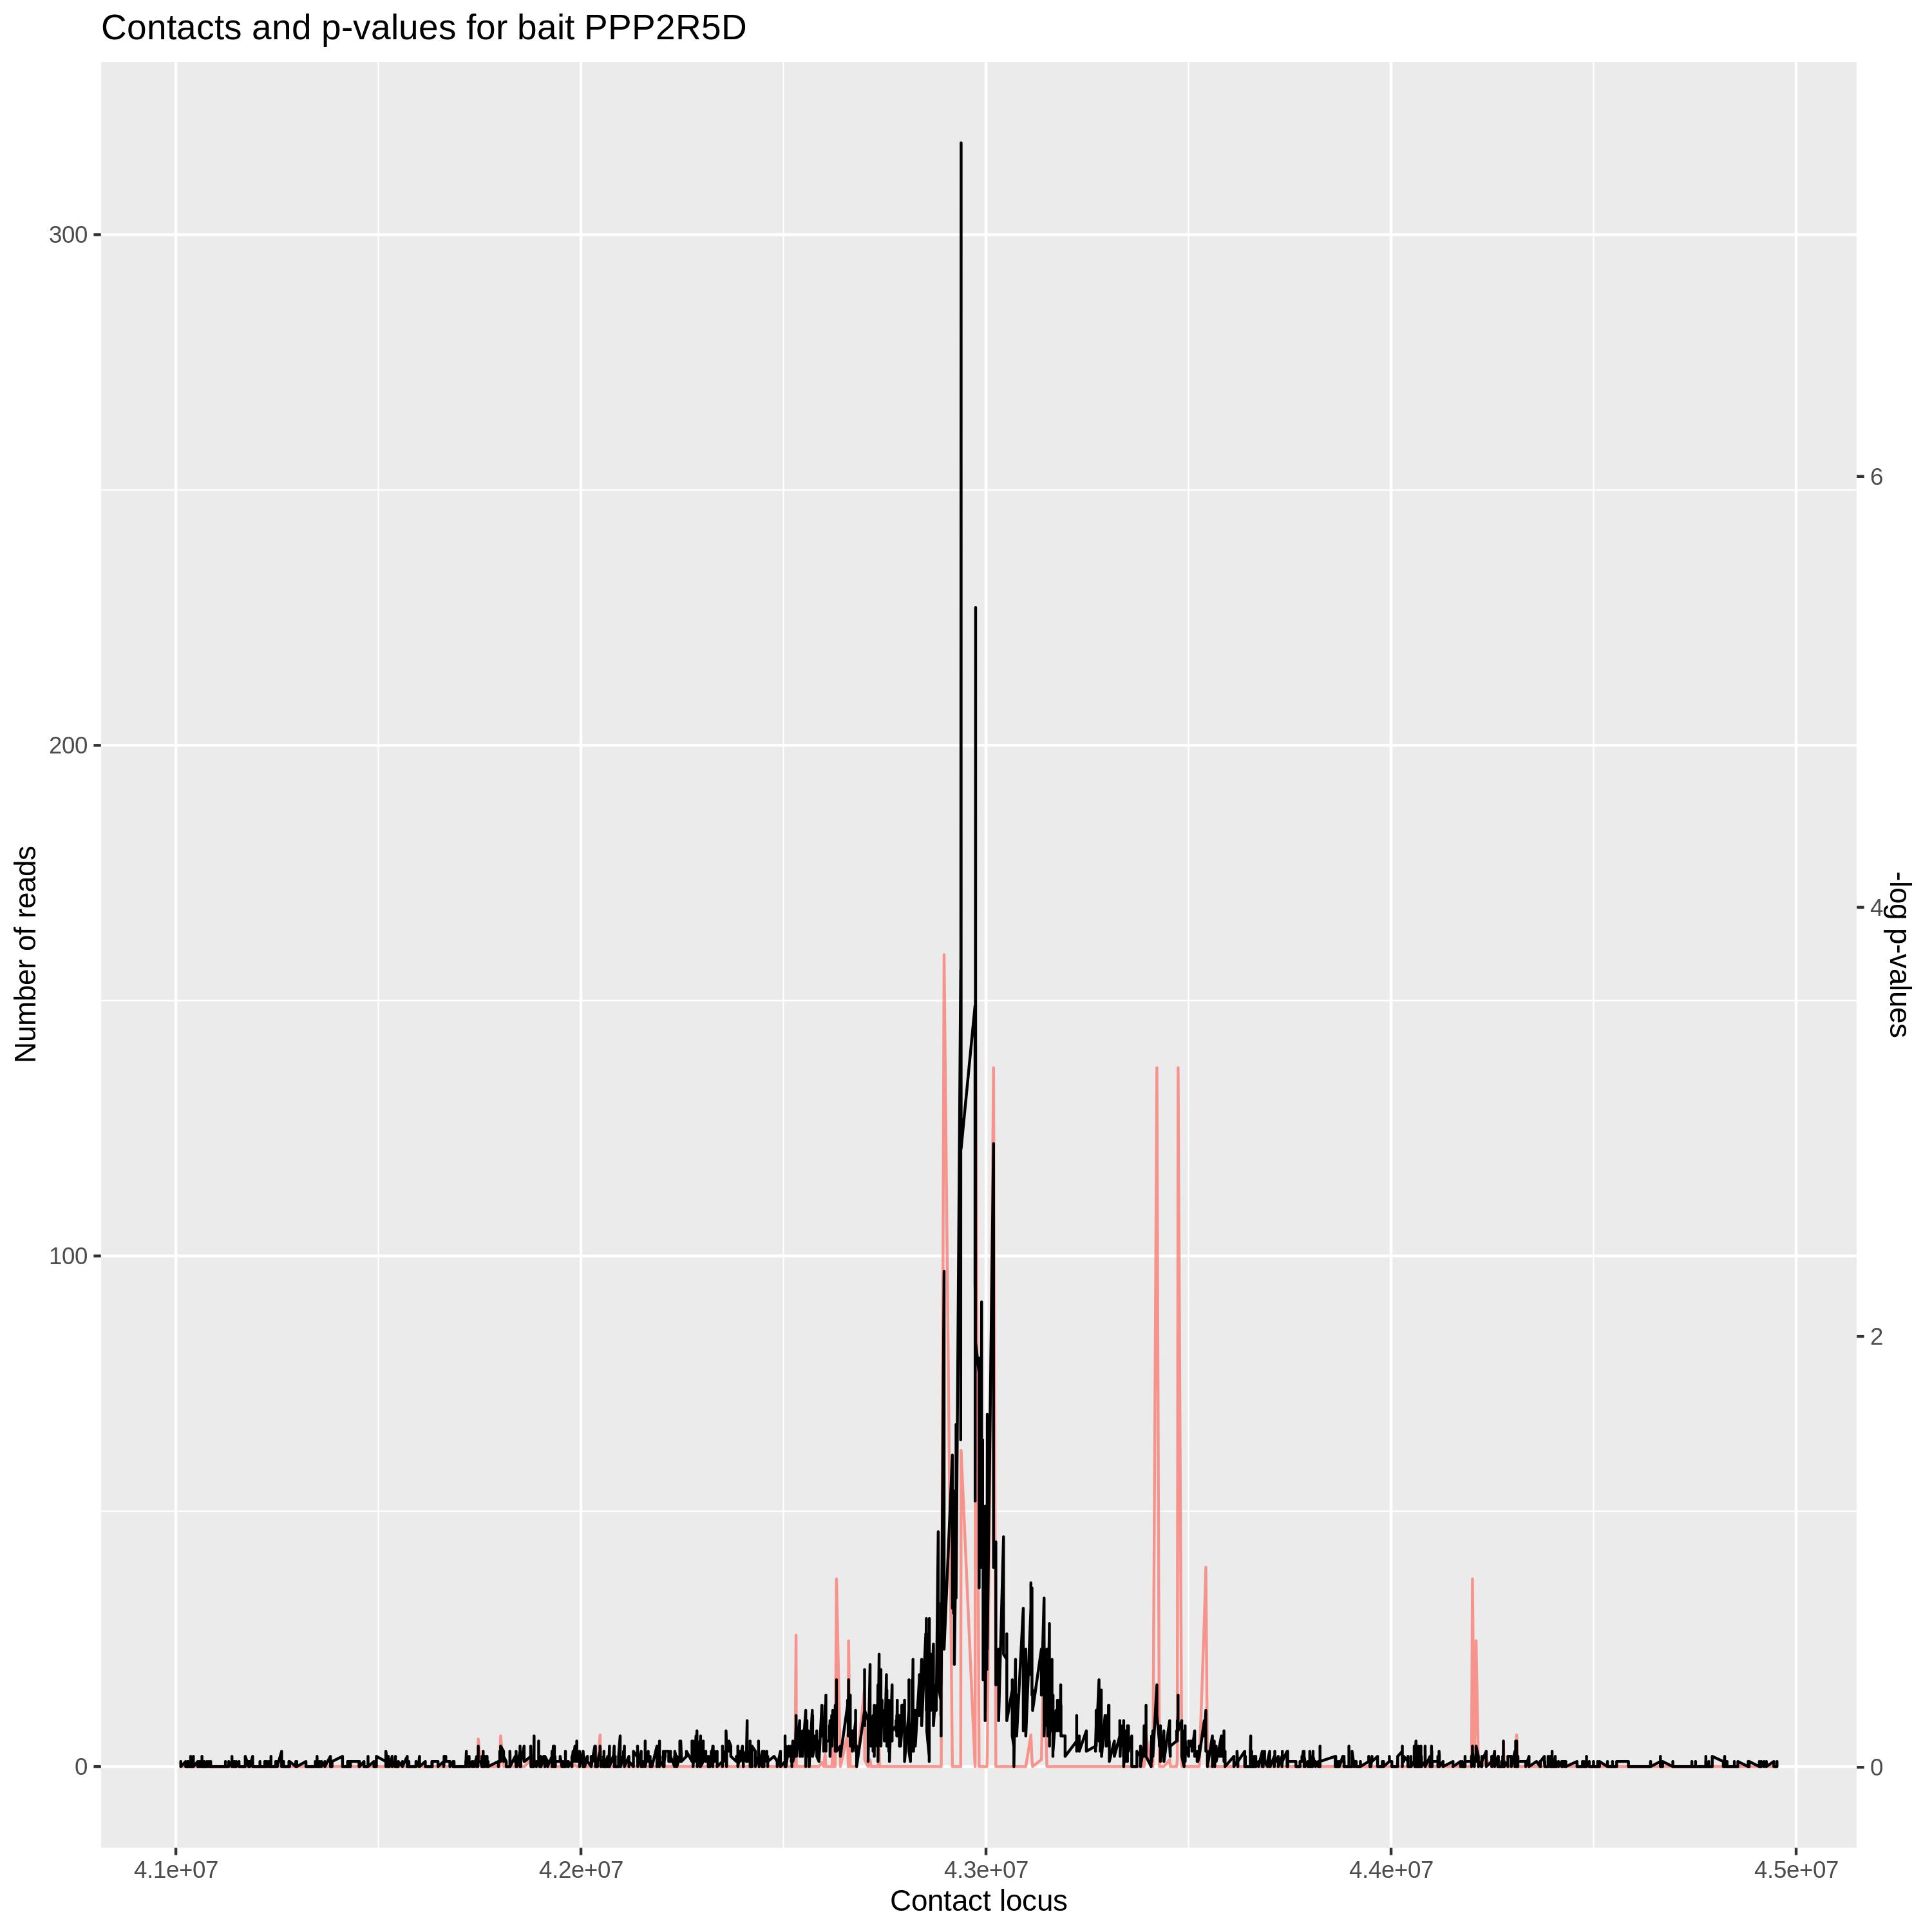 Contacts and p-values for bait PPP2R5D
300
200
100
0
Number of reads
6
4
2
0
-log p-values
4.1e+07
4.2e+07
4.3e+07
4.4e+07
4.5e+07
Contact locus